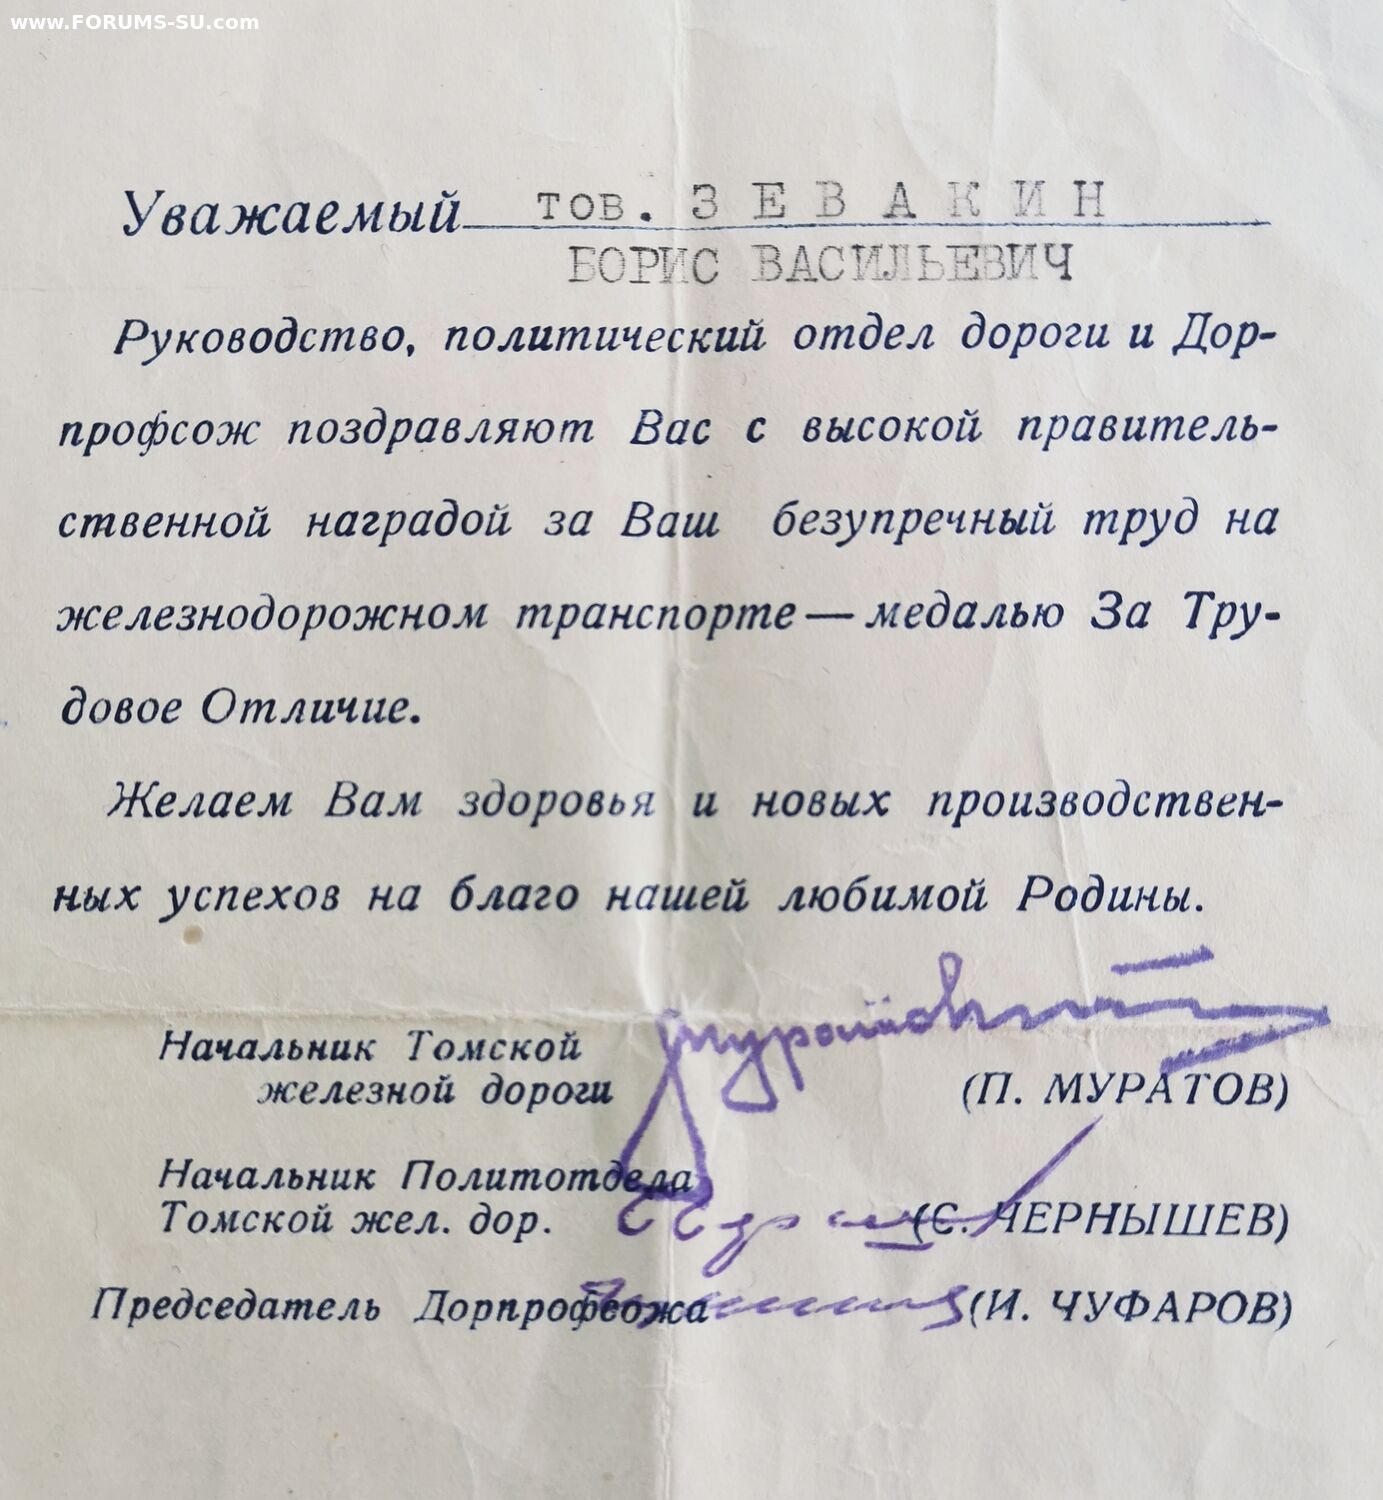 www.FORUMS-SU.com
Уважаемый тов. ЗЕВАКИН
БОРИС ВАСИЛЬЕВИЧ
Руководство, политический отдел дороги и Дор-
профсож поздравляют Вас с высокой правитель-
ственной наградой за Ваш безупречный труд на
железнодорожном транспорте — медалью За Тру-
довое Отличие.
Желаем Вам здоровья и новых производствен-
ных успехов на благо нашей любимой Родины.
Начальник Томской
железной дороги (П. МУРАТОВ)
Начальник Политотдела
Томской жел. дор. (С. ЧЕРНЫШЕВ)
Председатель Дорпрофсожа (И. ЧУФАРОВ)